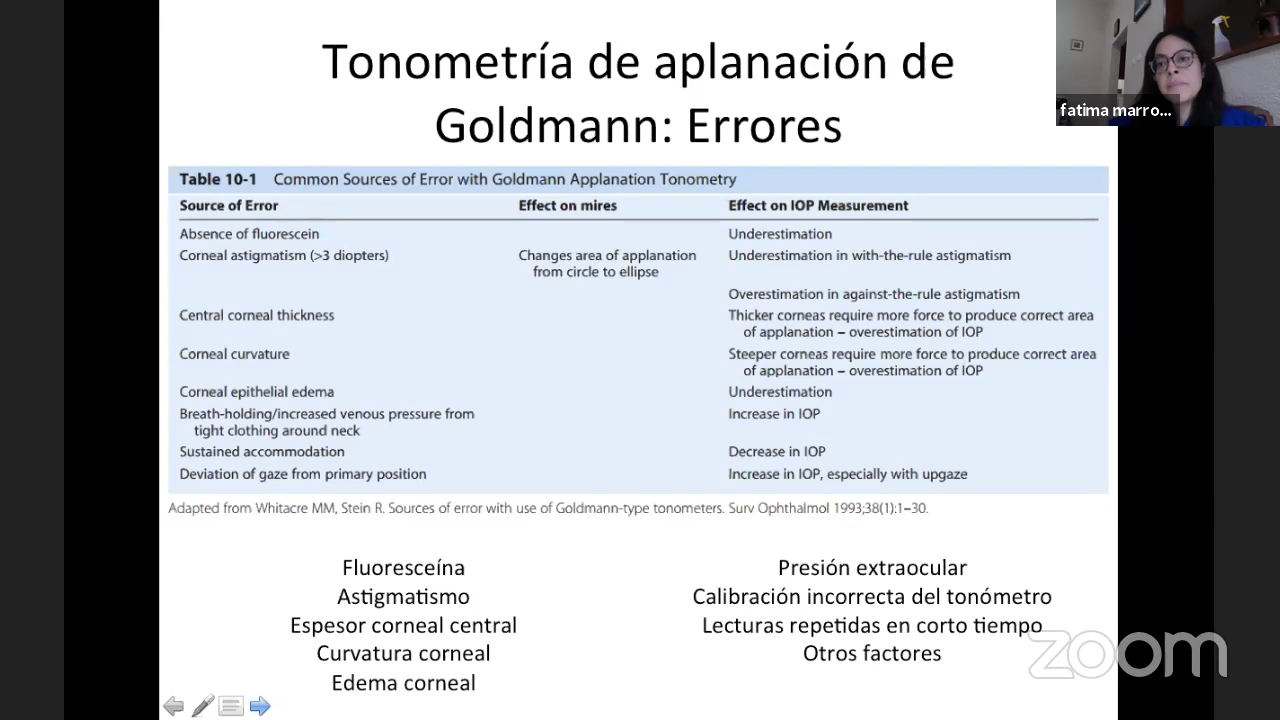 Tonometría de aplanación de
Goldmann: Errores
fatima marro...
Table 10-1 Common Sources of Error with Goldmann Applanation Tonometry
Source of Error Effect on mires Effect on IOP Measurement
Absence of fluorescein Underestimation
Corneal astigmatism (>3 diopters) Changes area of applanation Underestimation in with-the-rule astigmatism
from circle to ellipse
Overestimation in against-the-rule astigmatism
Central corneal thickness Thicker corneas require more force to produce correct area
of applanation – overestimation of IOP
Corneal curvature Steeper corneas require more force to produce correct area
of applanation – overestimation of IOP
Corneal epithelial edema Underestimation
Breath-holding/increased venous pressure from Increase in IOP
tight clothing around neck
Sustained accommodation Decrease in IOP
Deviation of gaze from primary position Increase in IOP, especially with upgaze
Adapted from Whitacre MM, Stein R. Sources of error with use of Goldmann-type tonometers. Surv Ophthalmol 1993;38(1):1–30.
Fluoresceína
Astigmatismo
Espesor corneal central
Curvatura corneal
Edema corneal
Presión extraocular
Calibración incorrecta del tonómetro
Lecturas repetidas en corto tiempo
Otros factores
zoom